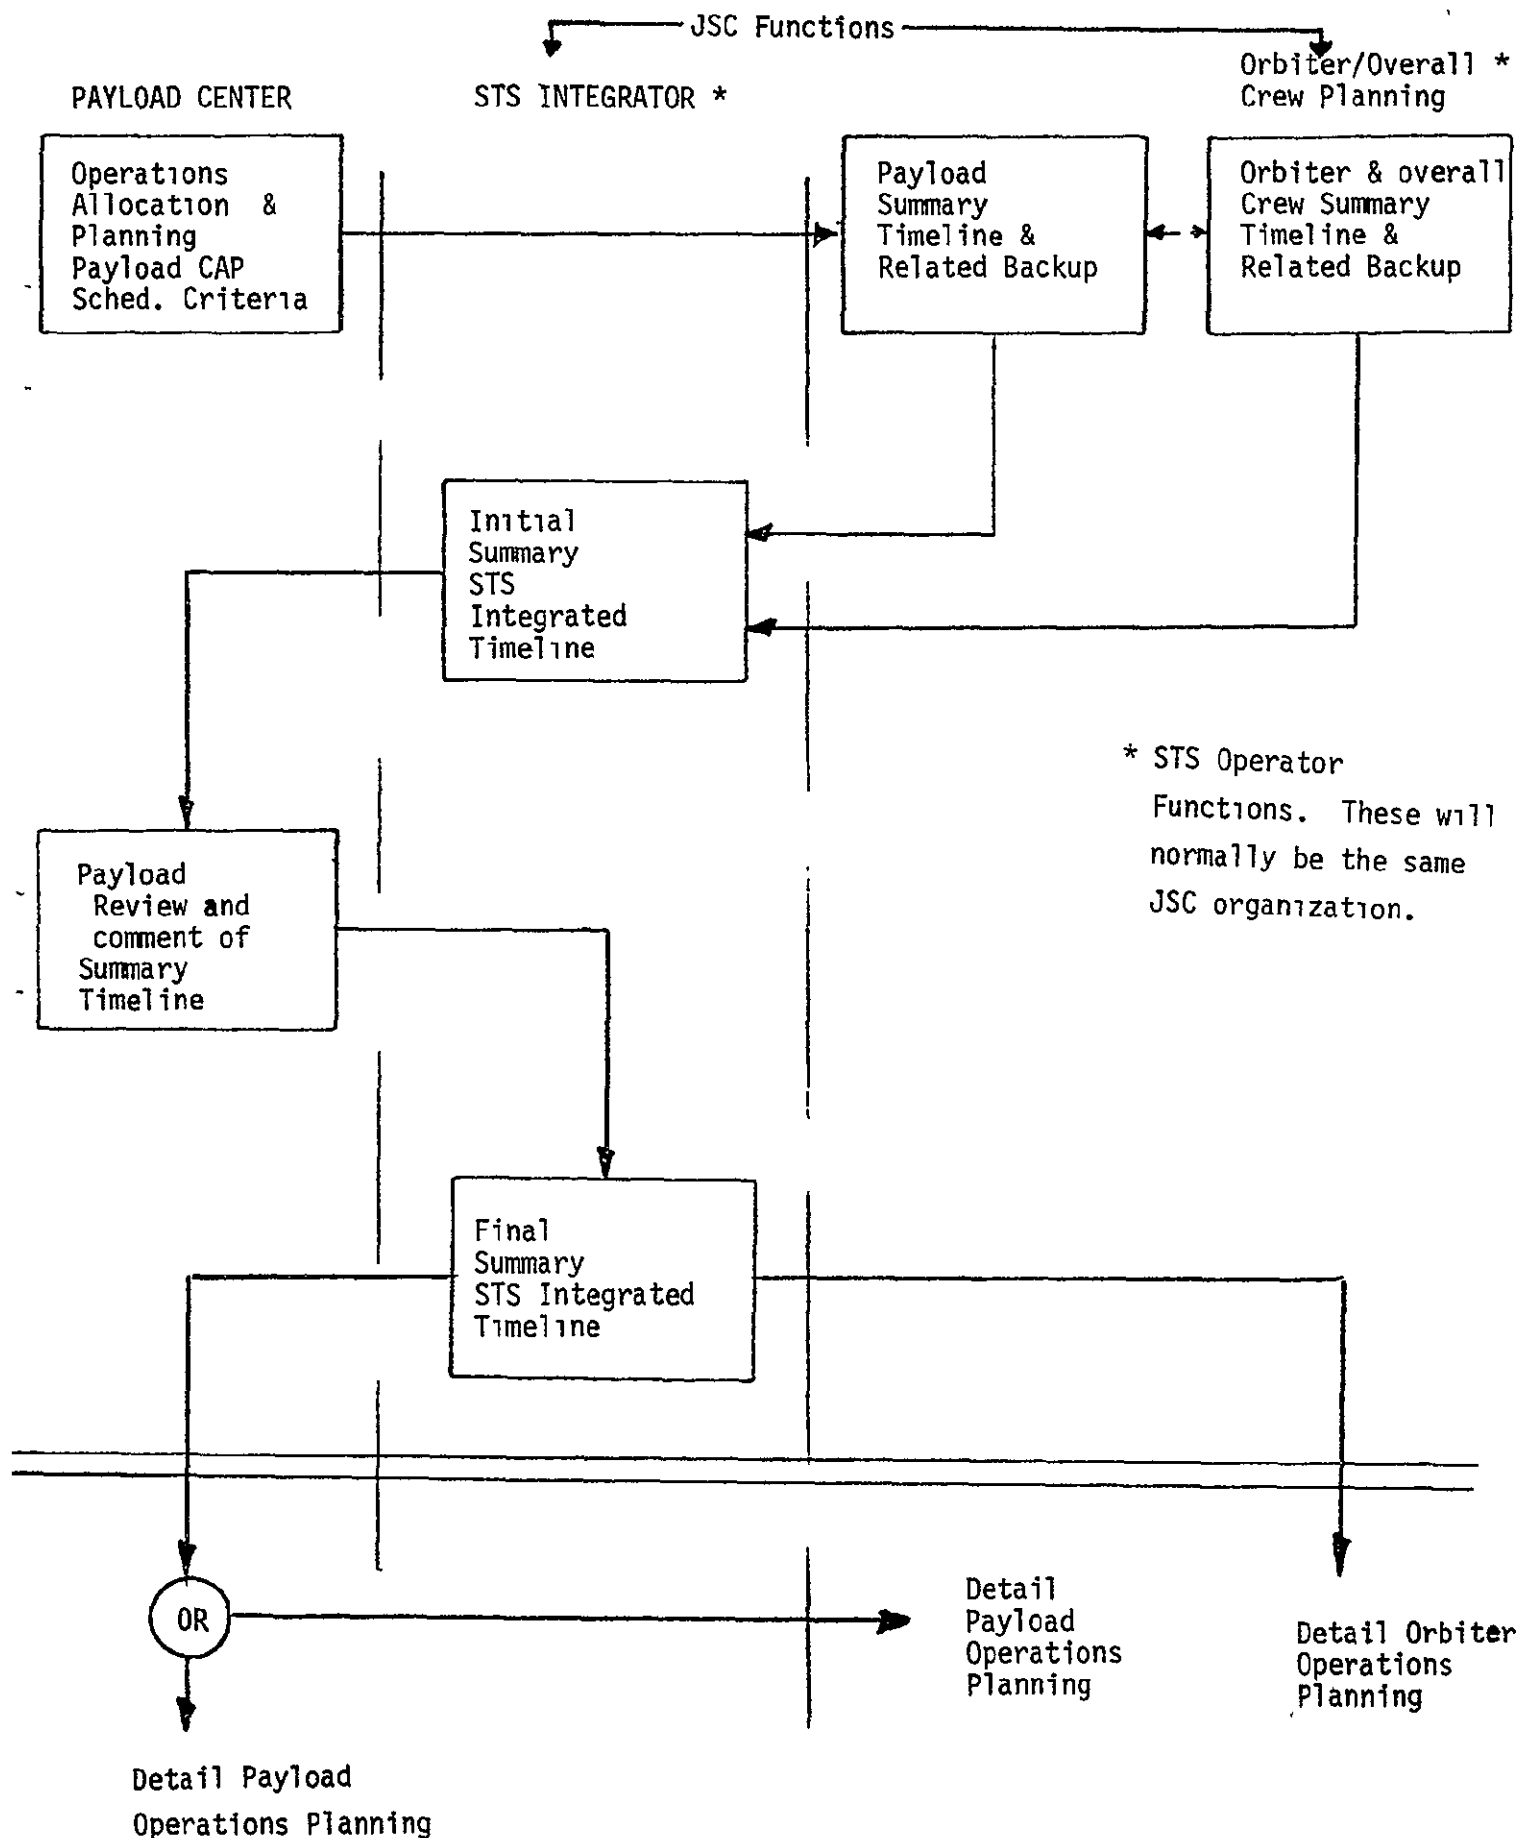 JSC Functions
PAYLOAD CENTER
STS INTEGRATOR *
Orbiter/Overall *
Crew Planning
Operations
Allocation &
Planning
Payload CAP
Sched. Criteria
Payload
Summary
Timeline &
Related Backup
Orbiter & overall
Crew Summary
Timeline &
Related Backup
Initial
Summary
STS
Integrated
Timeline
* STS Operator
Functions. These will
normally be the same
JSC organization.
Payload
Review and
comment of
Summary
Timeline
Final
Summary
STS Integrated
Timeline
OR
Detail
Payload
Operations
Planning
Detail Orbiter
Operations
Planning
Detail Payload
Operations Planning